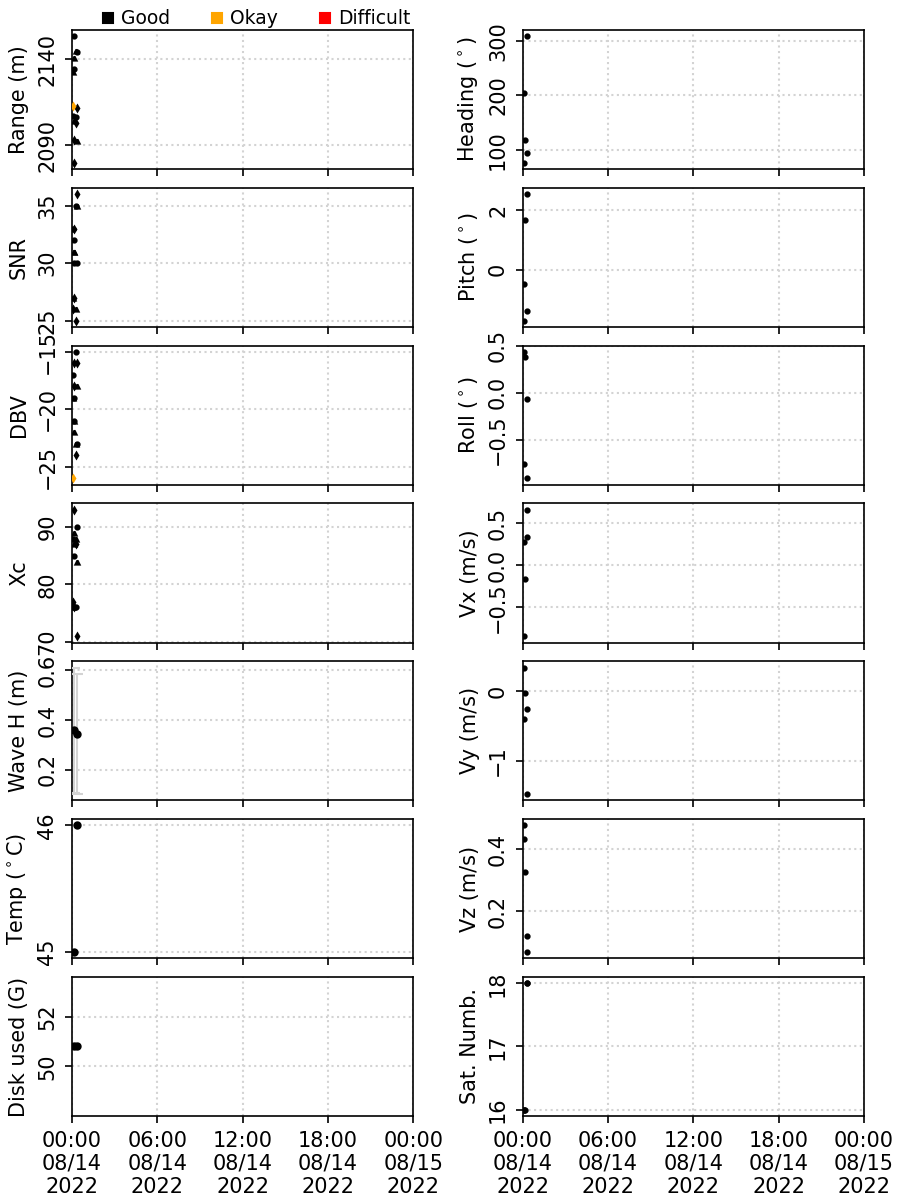 Good Okay Difficult
Range (m)
2140
2090
Heading (°)
300
200
100
SNR
35
30
25
Pitch (°)
2
0
DBV
−15
−20
−25
Roll (°)
0.5
0.0
−0.5
Xc
90
80
70
Vx (m/s)
0.5
0.0
−0.5
Wave H (m)
0.6
0.4
0.2
Vy (m/s)
0
−1
Temp (°C)
46
45
Vz (m/s)
0.4
0.2
Disk used (G)
52
50
Sat. Numb.
18
17
16
00:00 06:00 12:00 18:00 00:00
08/14 08/14 08/14 08/14 08/15
2022 2022 2022 2022 2022
00:00 06:00 12:00 18:00 00:00
08/14 08/14 08/14 08/14 08/15
2022 2022 2022 2022 2022